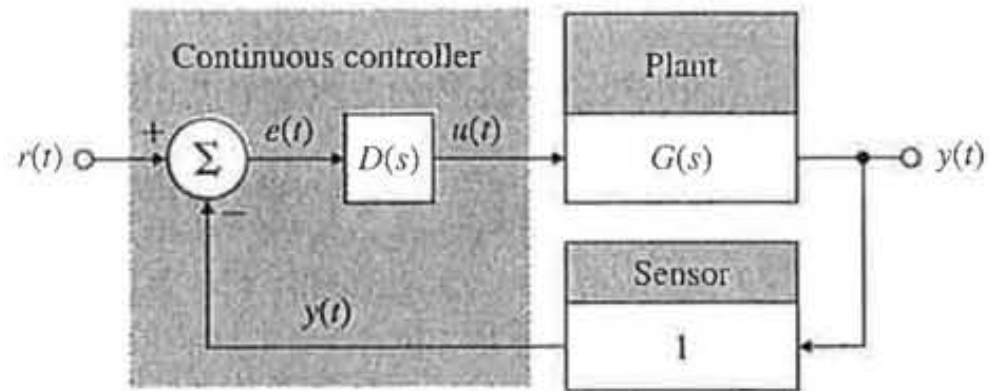 Continuous controller
Plant
+
r(t)
Σ
e(t)
D(s)
u(t)
G(s)
y(t)
−
Sensor
y(t)
1